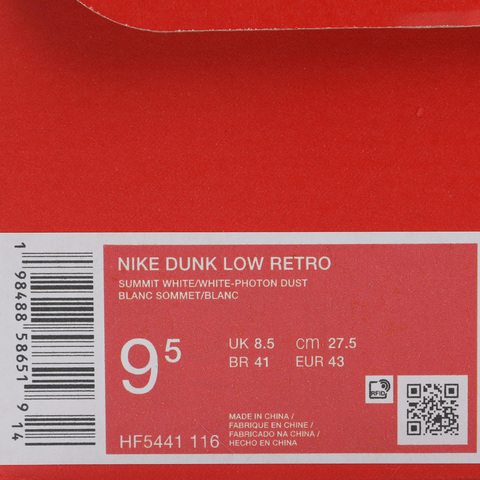 NIKE DUNK LOW RETRO
SUMMIT WHITE/WHITE-PHOTON DUST
BLANC SOMMET/BLANC
9⁵
UK 8.5 cm 27.5
BR 41 EUR 43
RFID
MADE IN CHINA /
FABRIQUE EN CHINE /
FABRICADO NA CHINA /
HECHO EN CHINA
HF5441 116
1 98488 58651 9 14